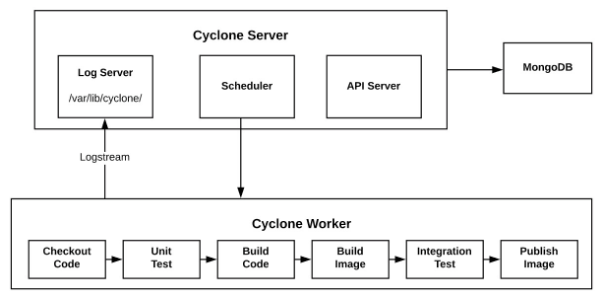 Cyclone Server
Log Server
/var/lib/cyclone/
Scheduler
API Server
MongoDB
Logstream
Cyclone Worker
Checkout
Code
Unit
Test
Build
Code
Build
Image
Integration
Test
Publish
Image